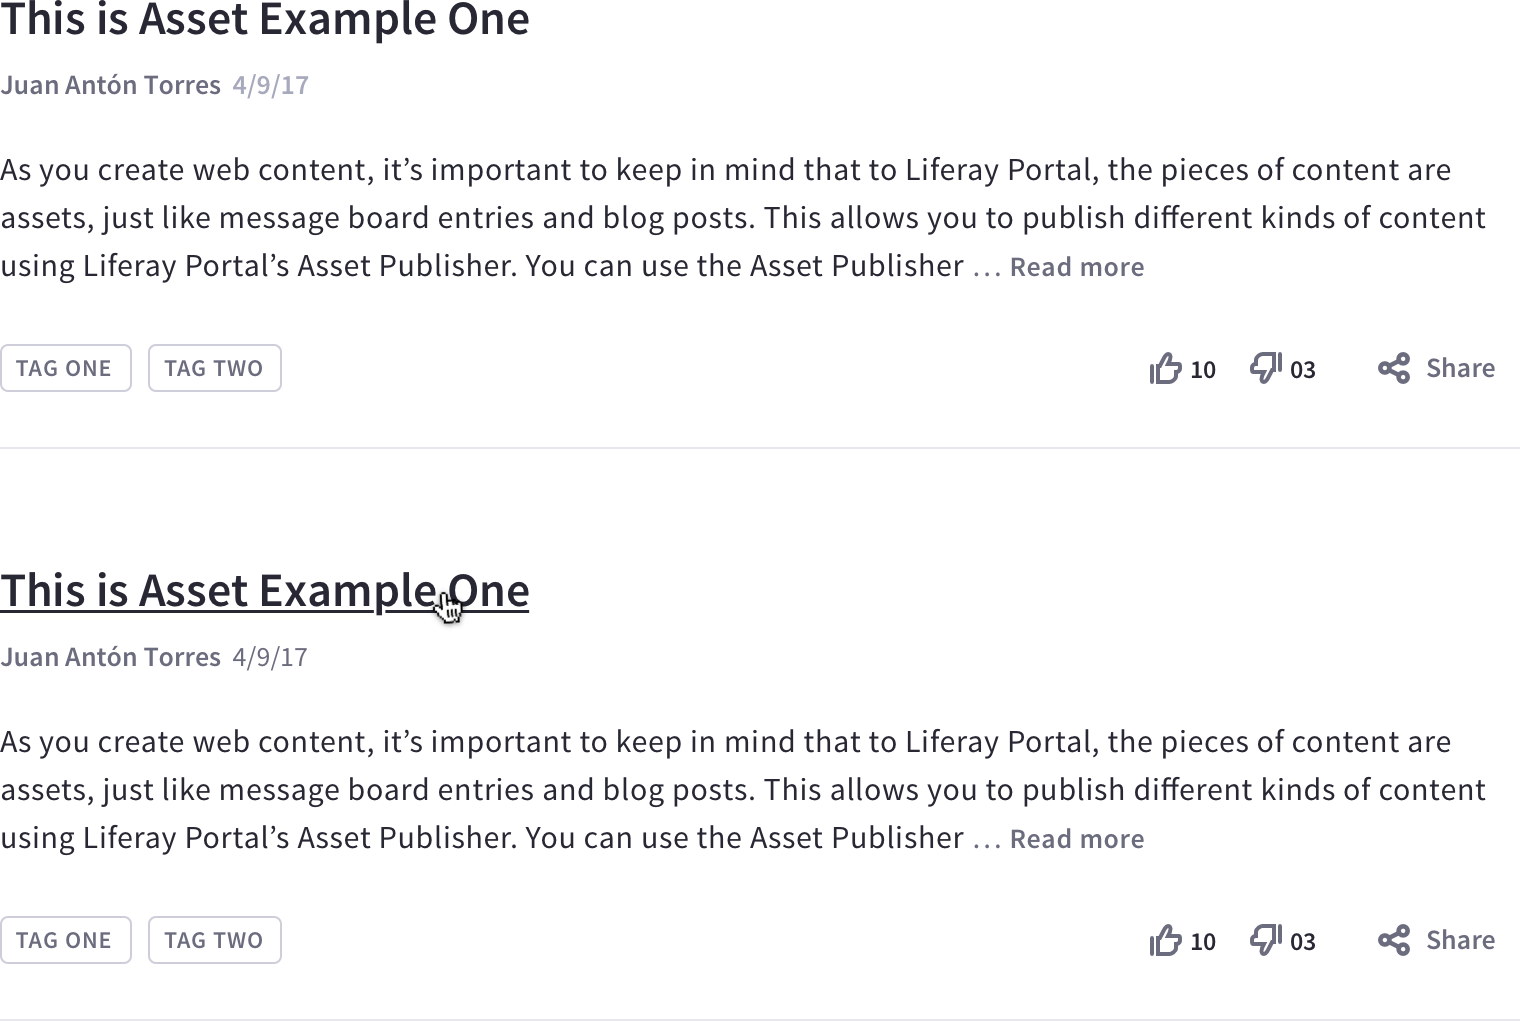 This is Asset Example One
Juan Antón Torres 4/9/17
As you create web content, it’s important to keep in mind that to Liferay Portal, the pieces of content are
assets, just like message board entries and blog posts. This allows you to publish different kinds of content
using Liferay Portal’s Asset Publisher. You can use the Asset Publisher … Read more
TAG ONE TAG TWO 10 03 Share
This is Asset Example One
Juan Antón Torres 4/9/17
As you create web content, it’s important to keep in mind that to Liferay Portal, the pieces of content are
assets, just like message board entries and blog posts. This allows you to publish different kinds of content
using Liferay Portal’s Asset Publisher. You can use the Asset Publisher … Read more
TAG ONE TAG TWO 10 03 Share